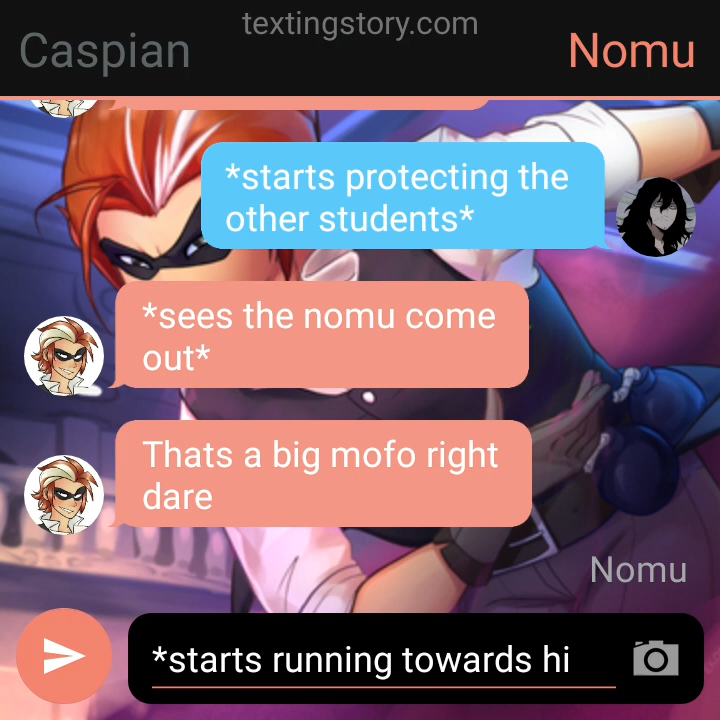 textingstory.com
Caspian
Nomu
*starts protecting the
other students*
*sees the nomu come
out*
Thats a big mofo right
dare
Nomu
*starts running towards hi